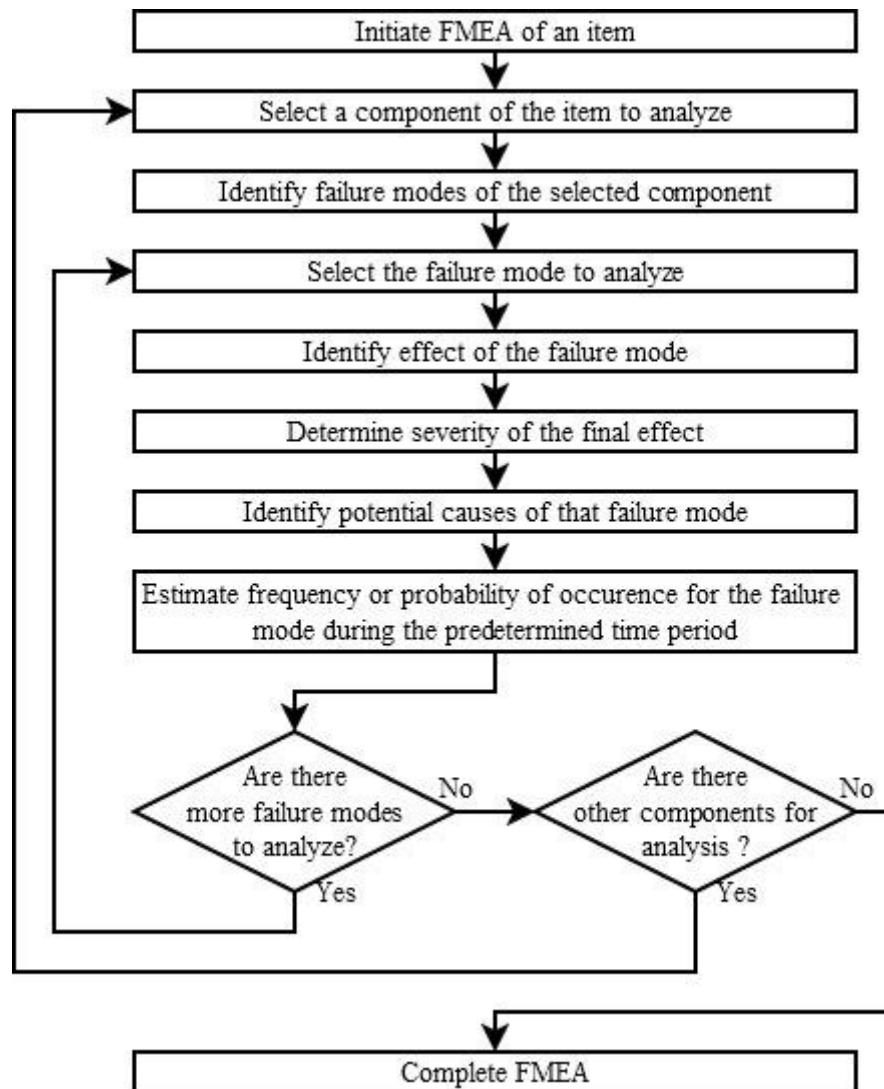 Initiate FMEA of an item
Select a component of the item to analyze
Identify failure modes of the selected component
Select the failure mode to analyze
Identify effect of the failure mode
Determine severity of the final effect
Identify potential causes of that failure mode
Estimate frequency or probability of occurence for the failure
mode during the predetermined time period
Are there
more failure modes
to analyze?
No
Yes
Are there
other components for
analysis ?
No
Yes
Complete FMEA